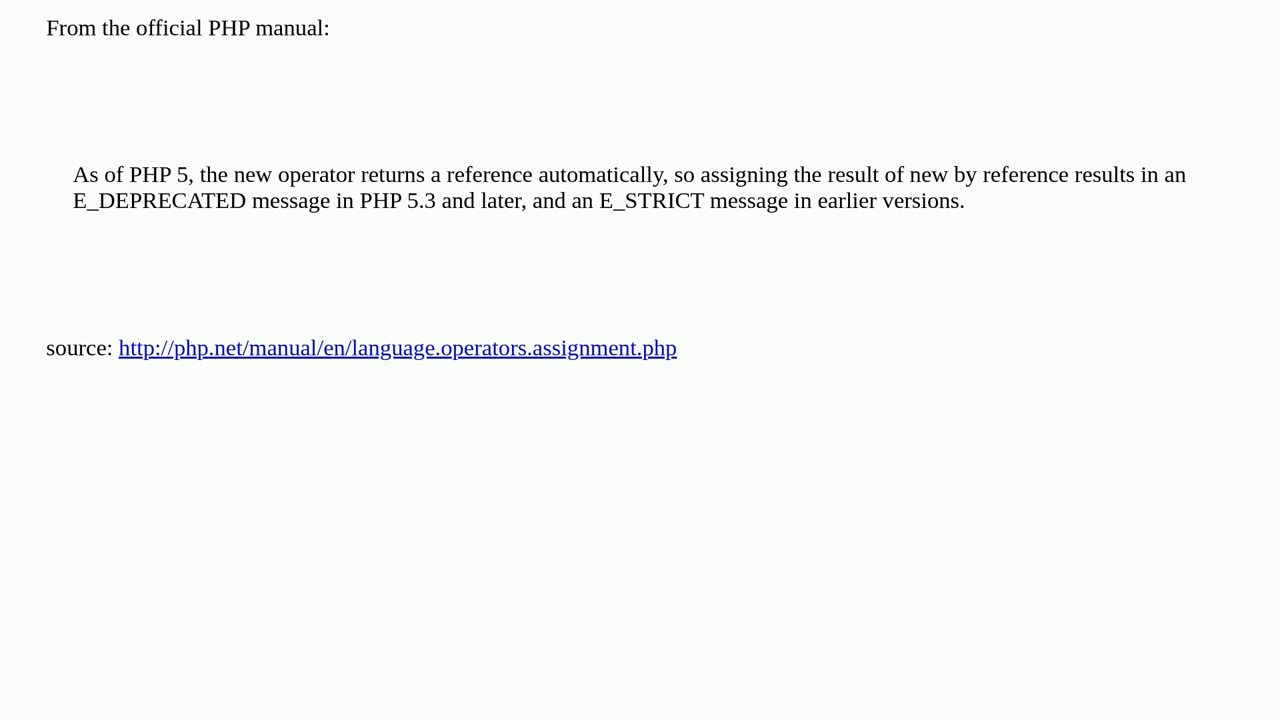 From the official PHP manual:
As of PHP 5, the new operator returns a reference automatically, so assigning the result of new by reference results in an
E_DEPRECATED message in PHP 5.3 and later, and an E_STRICT message in earlier versions.
source: http://php.net/manual/en/language.operators.assignment.php